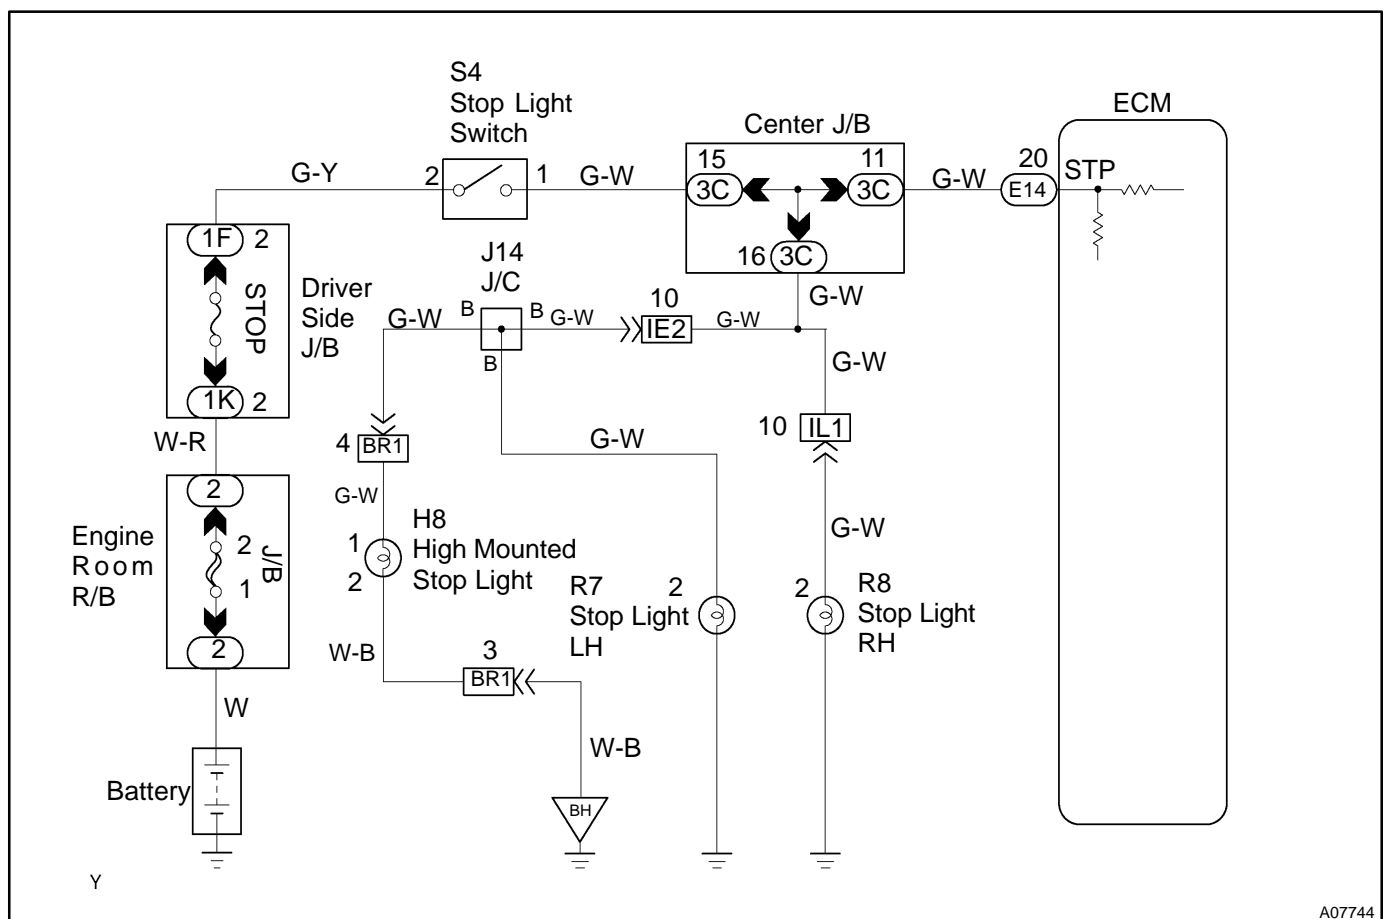 S4
Stop Light
Switch
ECM
Center J/B
G-Y
2
1
G-W
15
11
3C
3C
G-W
20
E14
STP
16
3C
G-W
1F
2
STOP
Driver
Side
J/B
1K
2
J14
J/C
G-W
B
B
B
G-W
10
IE2
G-W
G-W
W-R
4
BR1
G-W
10
IL1
G-W
2
Engine
Room
R/B
2
1
J/B
2
G-W
1
2
H8
High Mounted
Stop Light
R7
Stop Light
LH
2
2
R8
Stop Light
RH
W-B
3
BR1
W
W-B
Battery
BH
Y
A07744